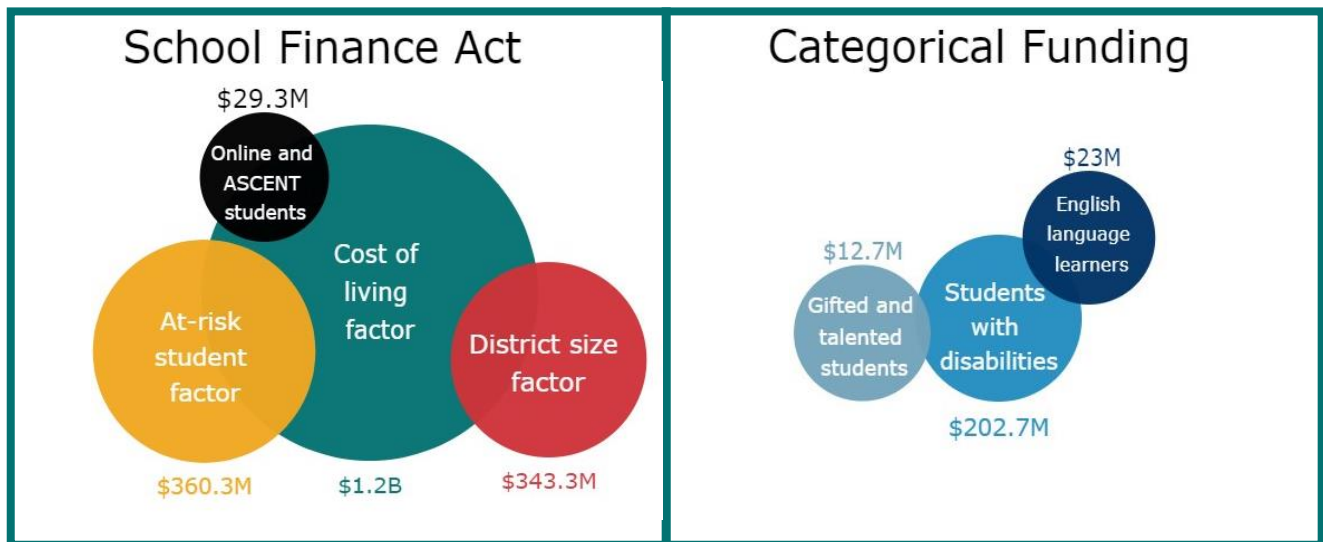 School Finance Act
$29.3M
Online and
ASCENT
students
Cost of
living
factor
At-risk
student
factor
District size
factor
$360.3M
$1.2B
$343.3M
Categorical Funding
$23M
English
language
learners
$12.7M
Gifted and
talented
students
Students
with
disabilities
$202.7M